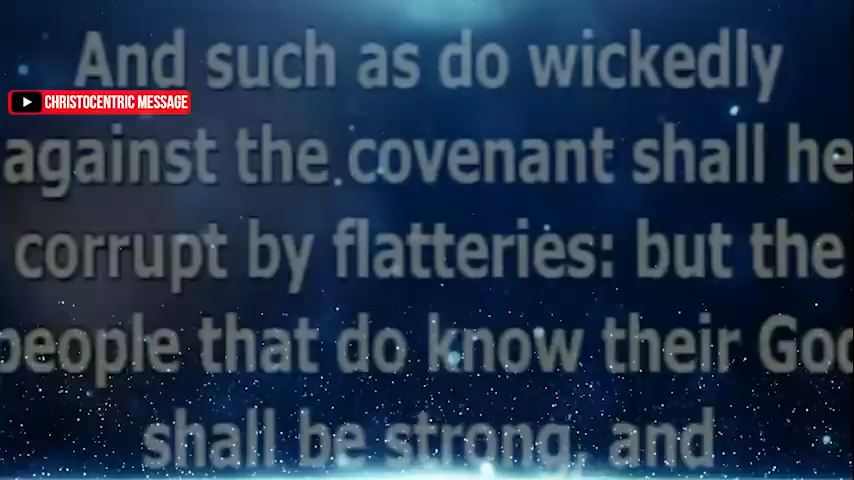 And such as do wickedly
CHRISTOCENTRIC MESSAGE
against the covenant shall he
corrupt by flatteries: but the
people that do know their God
shall be strong, and